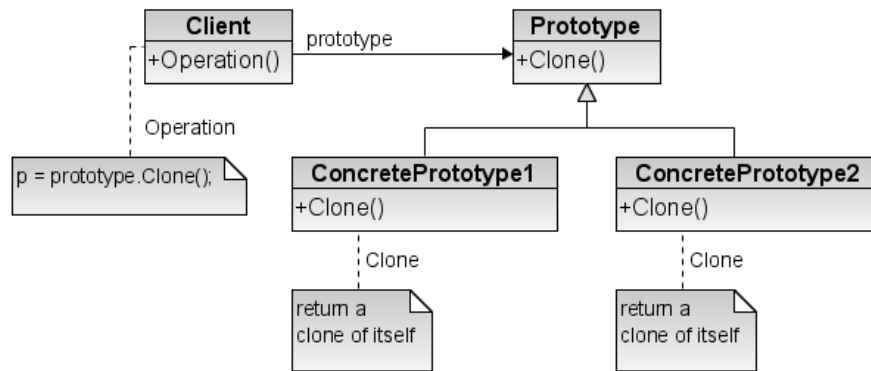 Client
+Operation()
prototype
Prototype
+Clone()
Operation
p = prototype.Clone();
ConcretePrototype1
+Clone()
ConcretePrototype2
+Clone()
Clone
return a
clone of itself
Clone
return a
clone of itself